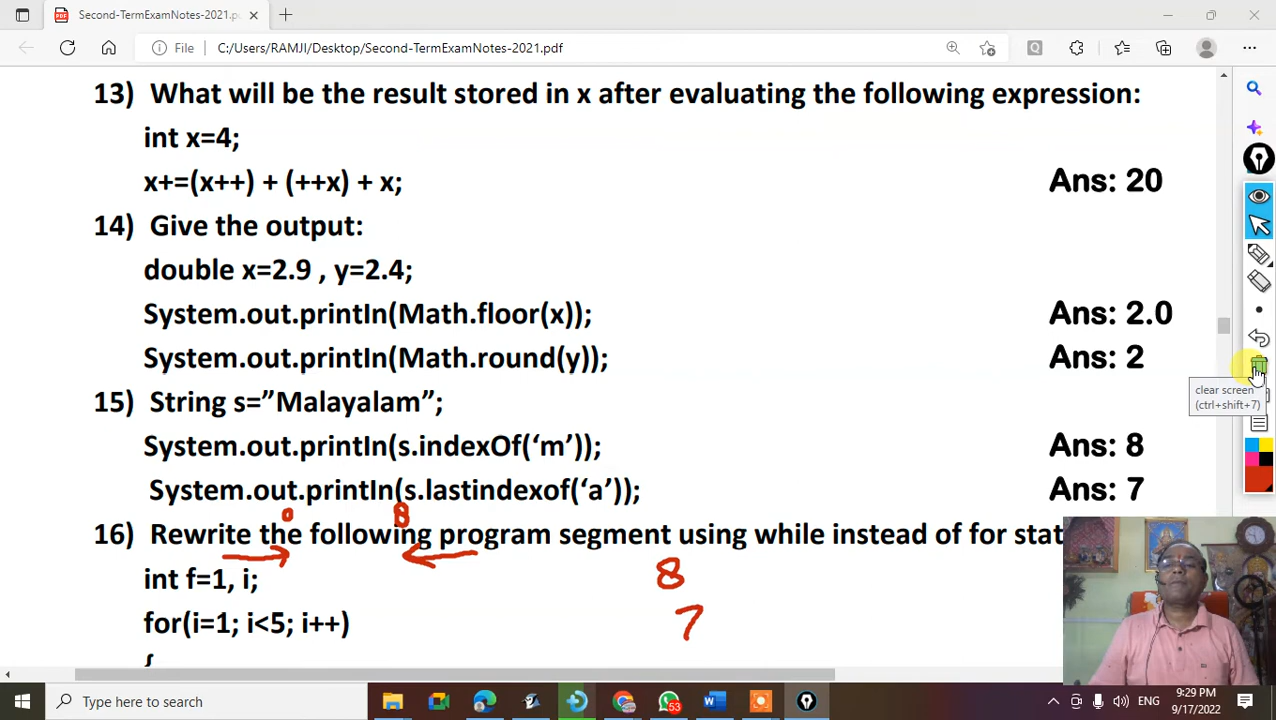 Second-TermExamNotes-2021.p
File
C:/Users/RAMJI/Desktop/Second-TermExamNotes-2021.pdf
13) What will be the result stored in x after evaluating the following expression:
int x=4;
x+=(x++) + (++x) + x; Ans: 20
14) Give the output:
double x=2.9 , y=2.4;
System.out.printIn(Math.floor(x)); Ans: 2.0
System.out.printIn(Math.round(y)); Ans: 2
clear screen
(ctrl+shift+7)
15) String s=”Malayalam”;
System.out.printIn(s.indexOf(‘m’)); Ans: 8
System.out.printIn(s.lastindexof(‘a’)); Ans: 7
0 8
16) Rewrite the following program segment using while instead of for stat
int f=1, i; 8
for(i=1; i<5; i++) 7
{
Type here to search
53
ENG
9:29 PM
9/17/2022